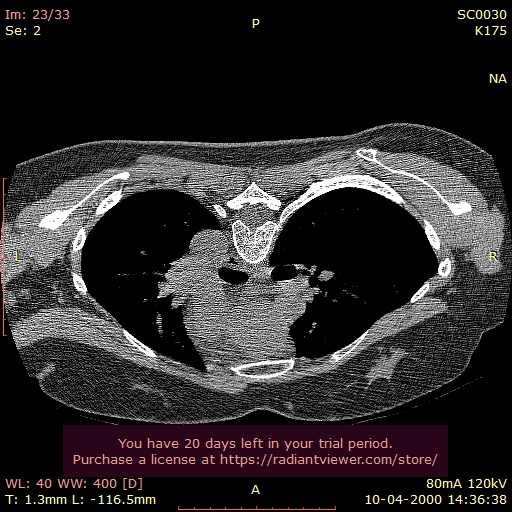 Im: 23/33
Se: 2
P
SC0030
K175
NA
L
R
You have 20 days left in your trial period.
Purchase a license at https://radiantviewer.com/store/
WL: 40 WW: 400 [D]
T: 1.3mm L: -116.5mm
A
80mA 120kV
10-04-2000 14:36:38